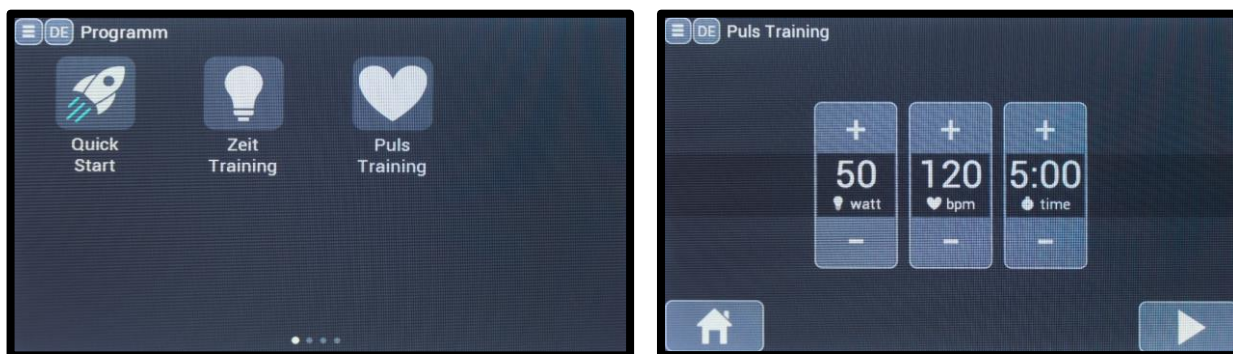 DE Programm
Quick
Start
Zeit
Training
Puls
Training
DE Puls Training
+ + +
50 120 5:00
watt bpm time
− − −